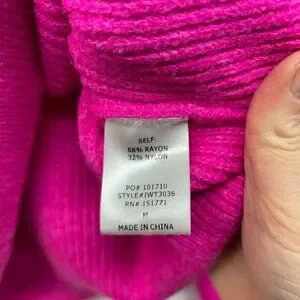 SELF:
68% RAYON
32% NYLON
PO# 101710
STYLE#IWT3036
RN# 151771
M
MADE IN CHINA